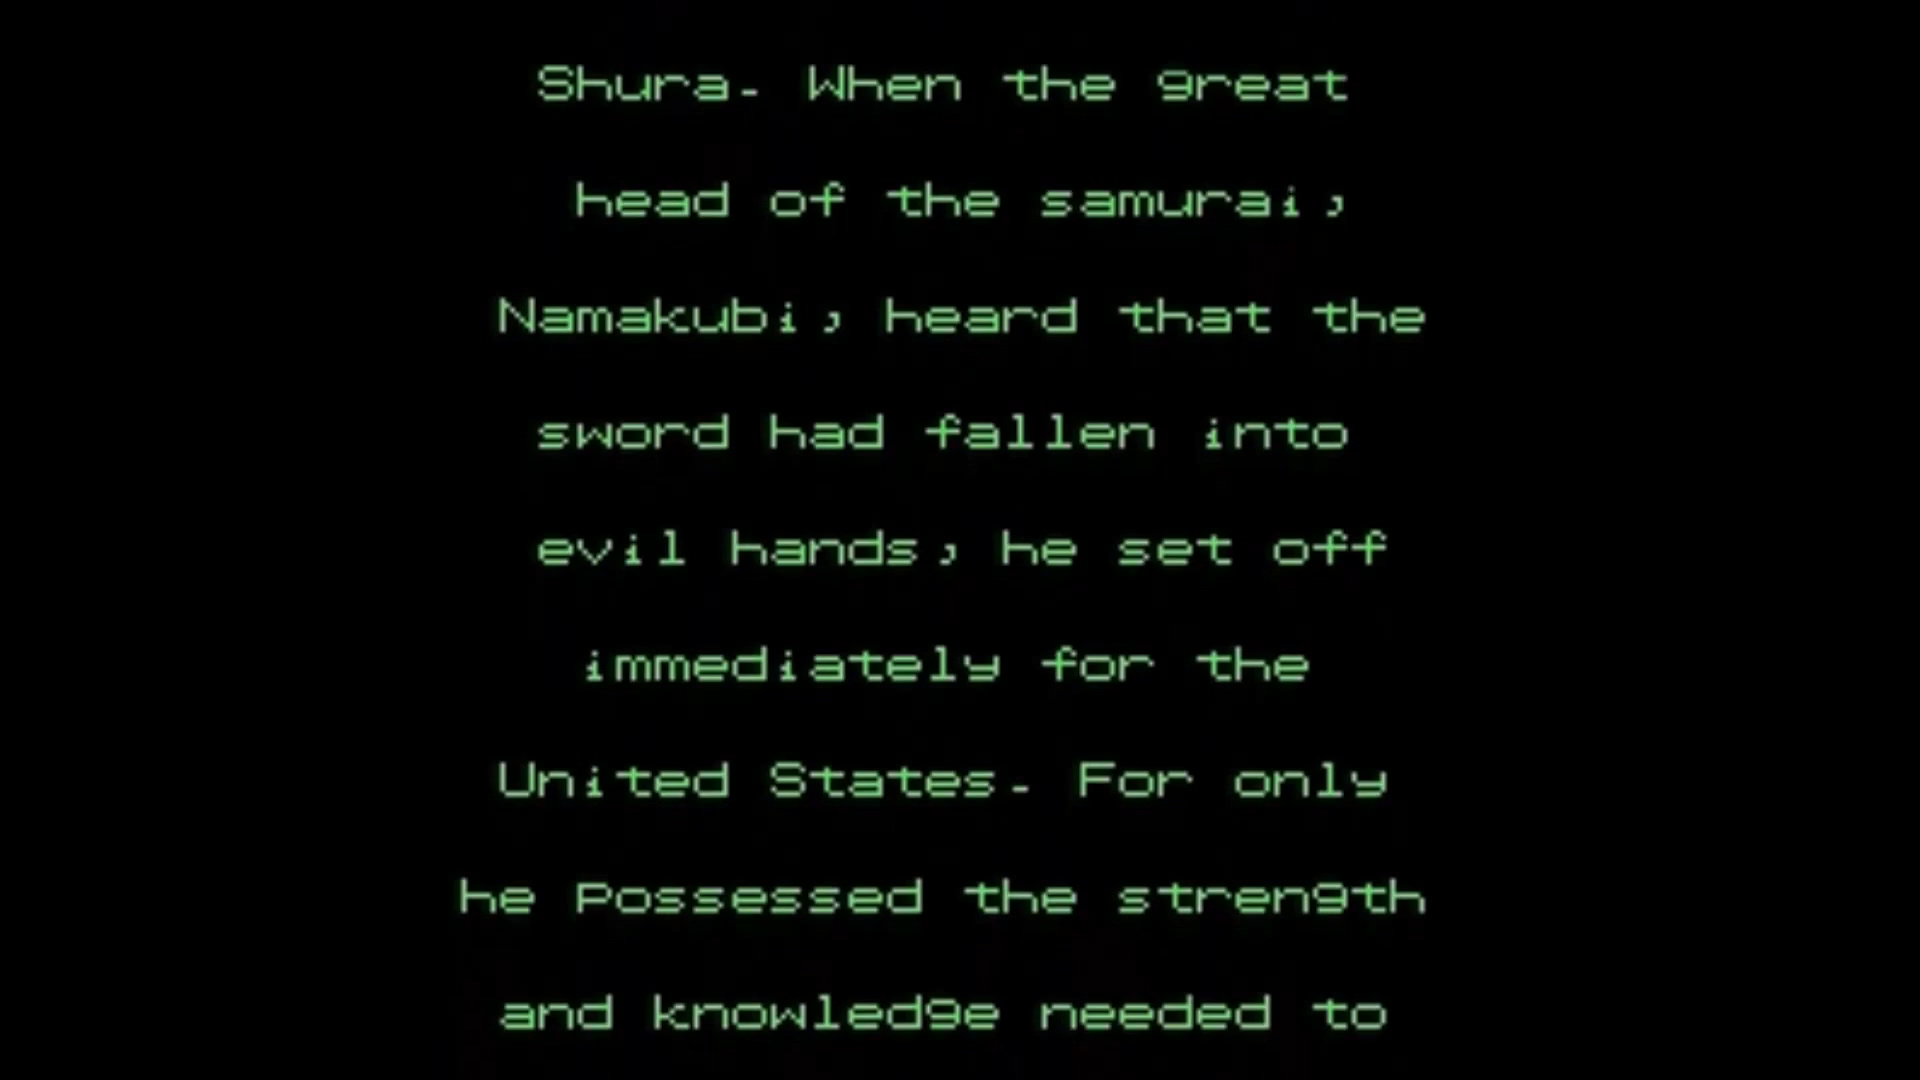 Shura. When the great
head of the samurai,
Namakubi, heard that the
sword had fallen into
evil hands, he set off
immediately for the
United States. For only
he possessed the strength
and knowledge needed to